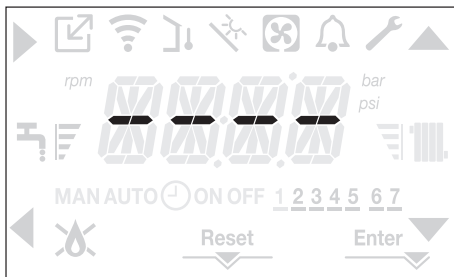 rpm
bar
psi
- - - -
MAN AUTO ON OFF 1 2 3 4 5 6 7
Reset Enter